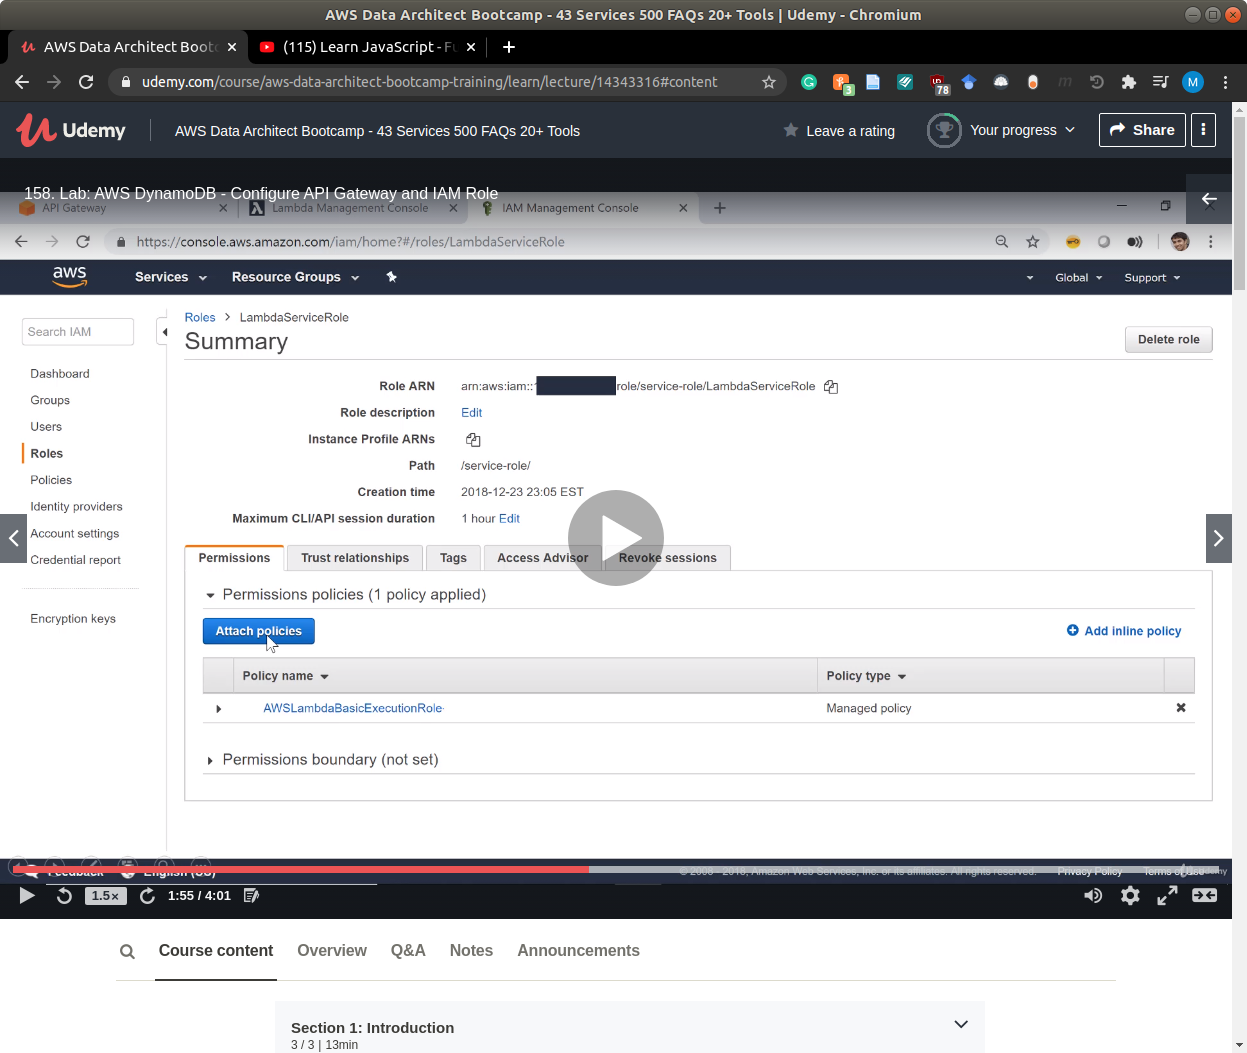 AWS Data Architect Bootcamp - 43 Services 500 FAQs 20+ Tools | Udemy - Chromium
AWS Data Architect Bootc
(115) Learn JavaScript - Fu
udemy.com/course/aws-data-architect-bootcamp-training/learn/lecture/14343316#content
3
78
M
Udemy
AWS Data Architect Bootcamp - 43 Services 500 FAQs 20+ Tools
Leave a rating
Your progress
Share
158. Lab: AWS DynamoDB - Configure API Gateway and IAM Role
API Gateway
Lambda Management Console
IAM Management Console
https://console.aws.amazon.com/iam/home?#/roles/LambdaServiceRole
aws
Services
Resource Groups
Global
Support
Search IAM
Dashboard
Groups
Users
Roles
Policies
Identity providers
Account settings
Credential report
Encryption keys
Roles > LambdaServiceRole
Summary
Delete role
Role ARN arn:aws:iam:: role/service-role/LambdaServiceRole
Role description Edit
Instance Profile ARNs
Path /service-role/
Creation time 2018-12-23 23:05 EST
Maximum CLI/API session duration 1 hour Edit
Permissions
Trust relationships
Tags
Access Advisor
Revoke sessions
Permissions policies (1 policy applied)
Attach policies
Add inline policy
Policy name
Policy type
AWSLambdaBasicExecutionRole-
Managed policy
Permissions boundary (not set)
Feedback
English (US)
© 2008 - 2018, Amazon Web Services, Inc. or its affiliates. All rights reserved.
Privacy Policy
Terms of Use
1.5×
1:55 / 4:01
Course content
Overview
Q&A
Notes
Announcements
Section 1: Introduction
3 / 3 | 13min